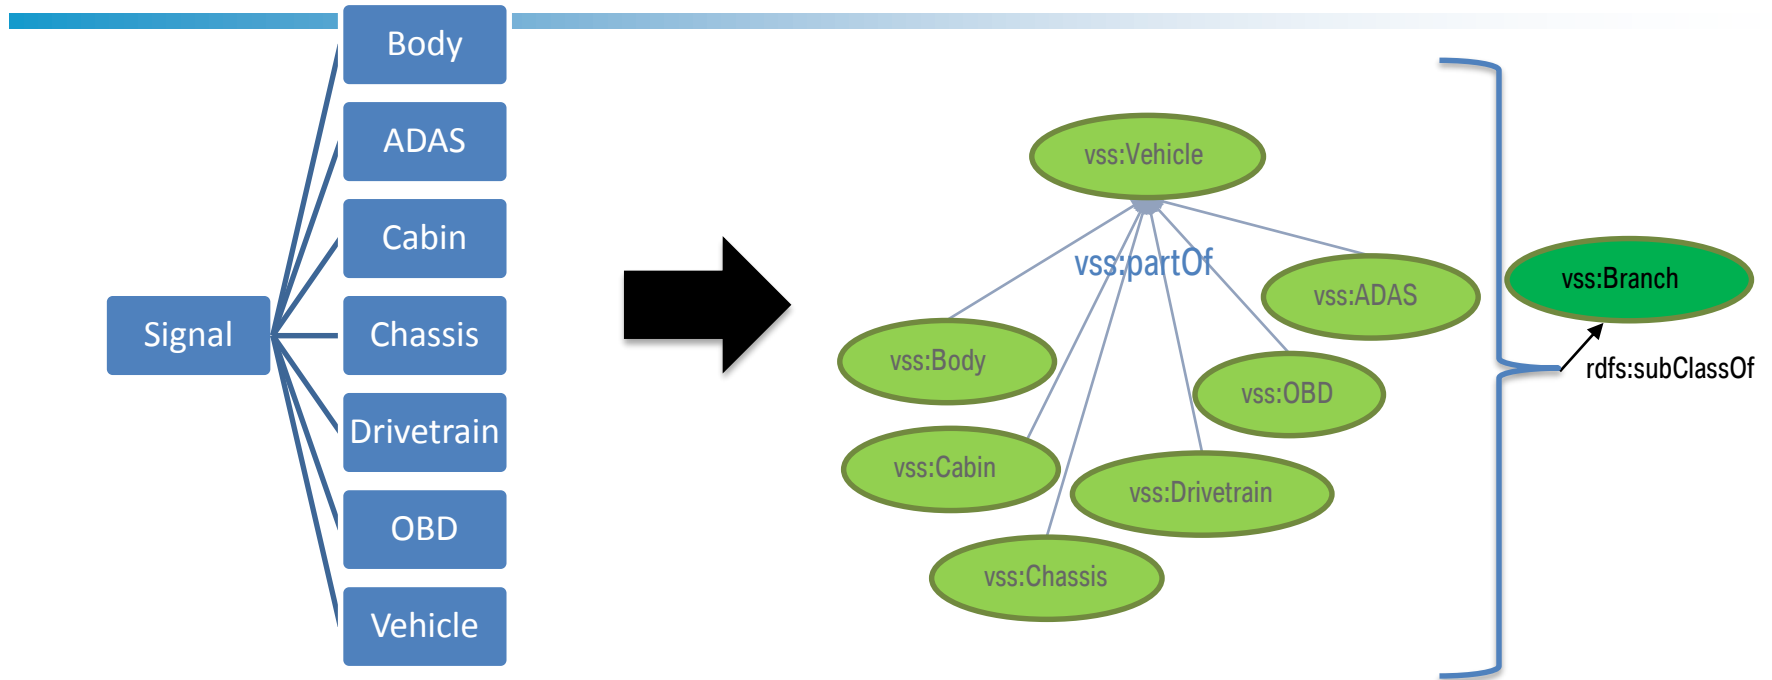 Body
ADAS
Cabin
Signal
Chassis
Drivetrain
OBD
Vehicle
vss:Vehicle
vss:partOf
vss:ADAS
vss:Body
vss:OBD
vss:Cabin
vss:Drivetrain
vss:Chassis
vss:Branch
rdfs:subClassOf